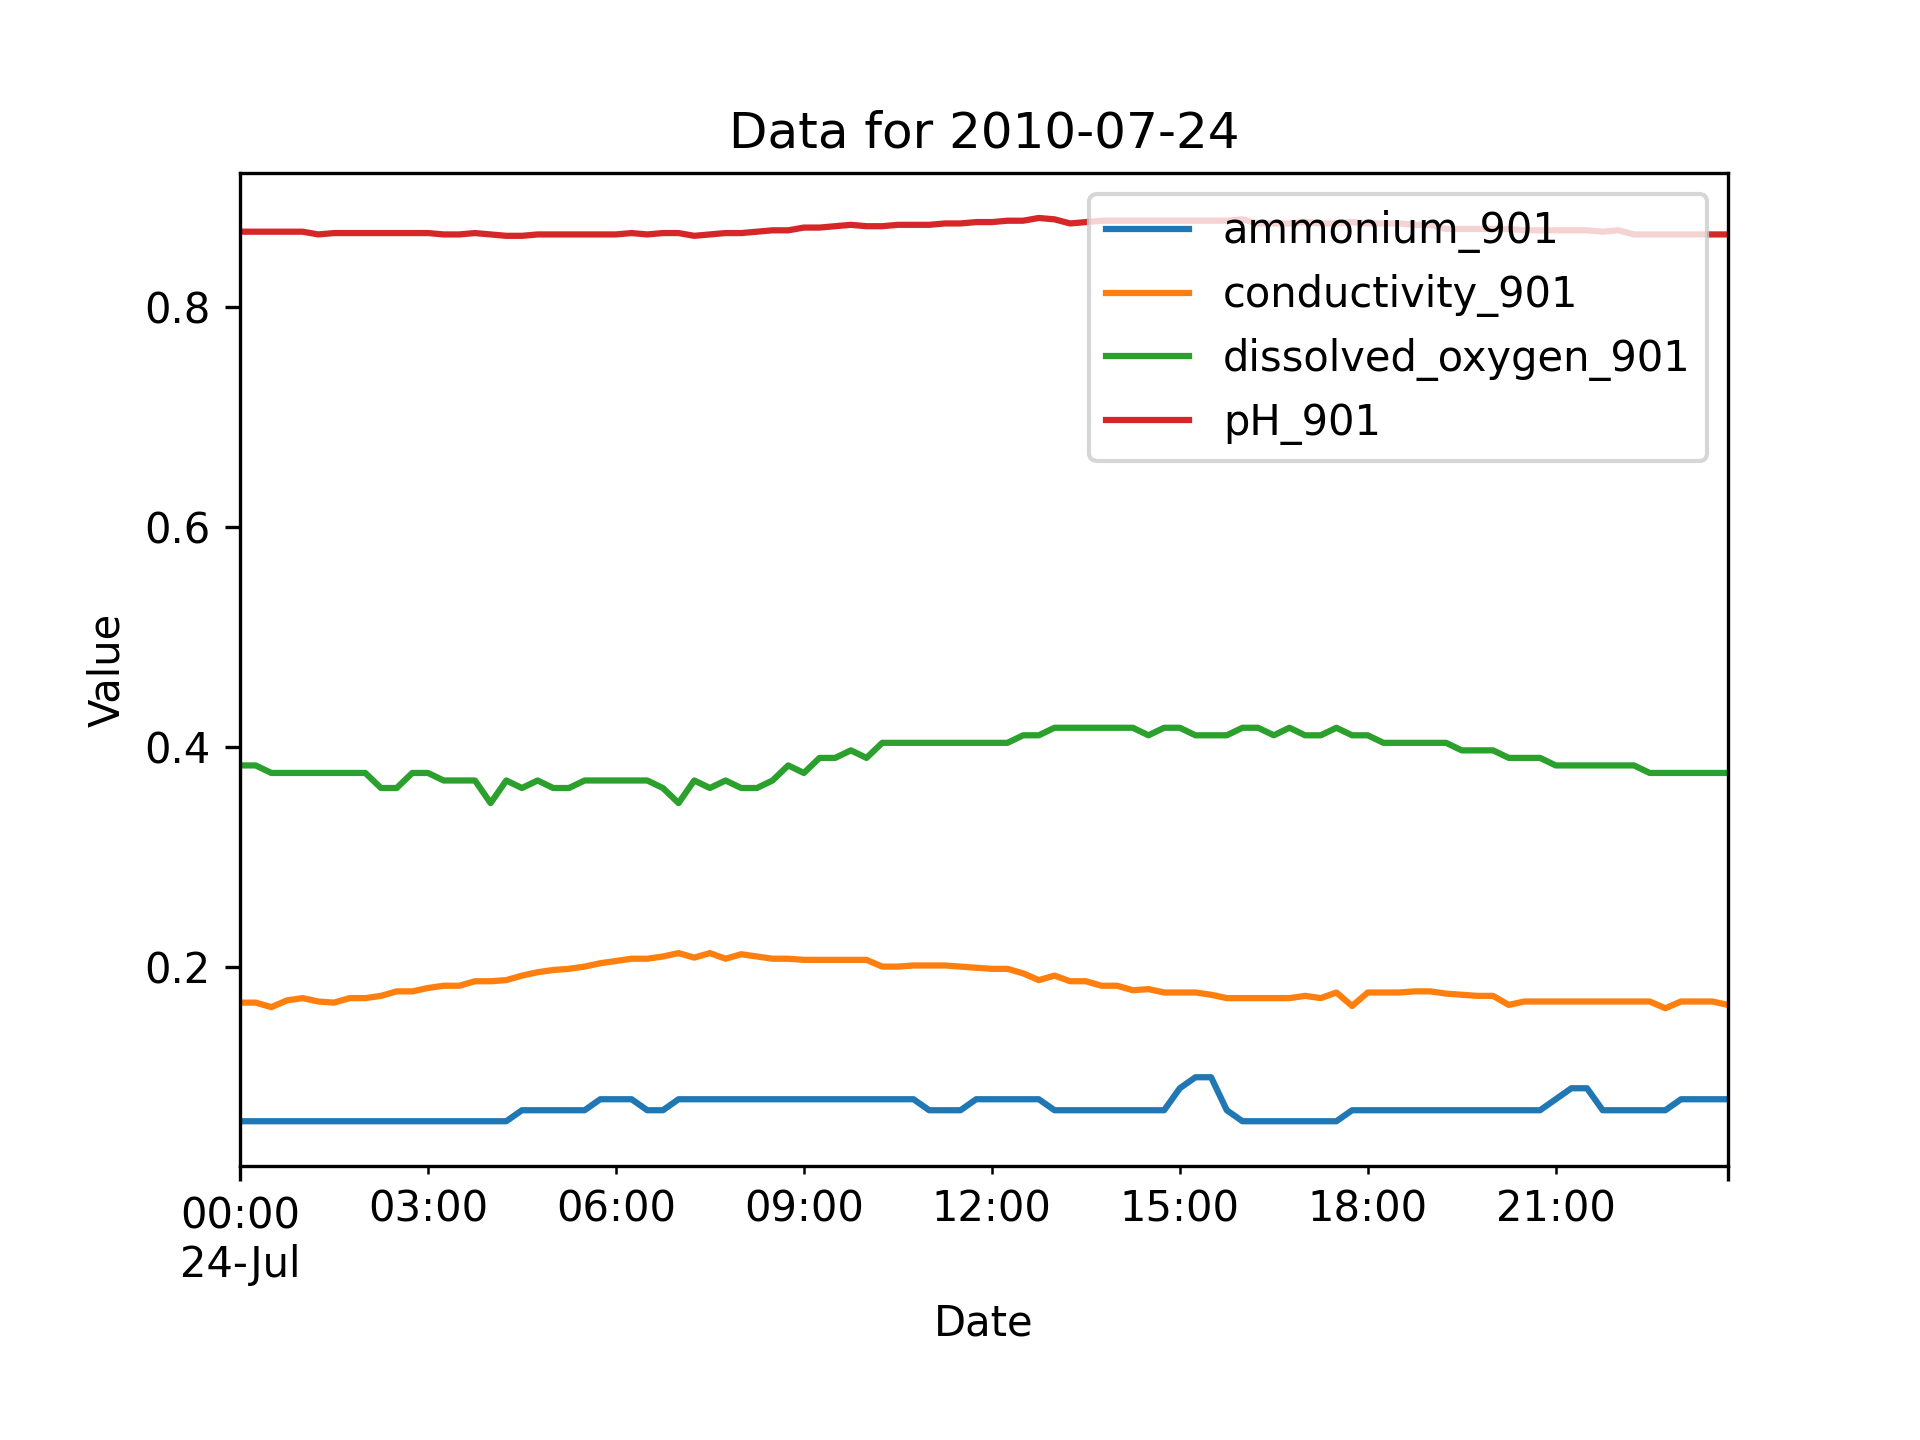 Data for 2010-07-24
ammonium_901
conductivity_901
dissolved_oxygen_901
pH_901
0.8
0.6
0.4
0.2
Value
00:00 03:00 06:00 09:00 12:00 15:00 18:00 21:00
24-Jul
Date